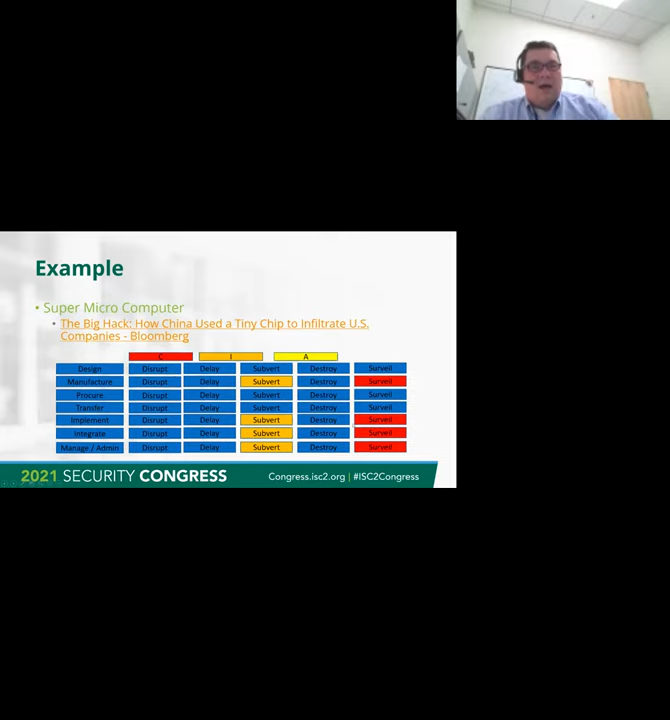 Example
• Super Micro Computer
• The Big Hack: How China Used a Tiny Chip to Infiltrate U.S.
Companies - Bloomberg
C I A
Design Disrupt Delay Subvert Destroy Surveil
Manufacture Disrupt Delay Subvert Destroy Surveil
Procure Disrupt Delay Subvert Destroy Surveil
Transfer Disrupt Delay Subvert Destroy Surveil
Implement Disrupt Delay Subvert Destroy Surveil
Integrate Disrupt Delay Subvert Destroy Surveil
Manage / Admin Disrupt Delay Subvert Destroy Surveil
2021 SECURITY CONGRESS Congress.isc2.org | #ISC2Congress